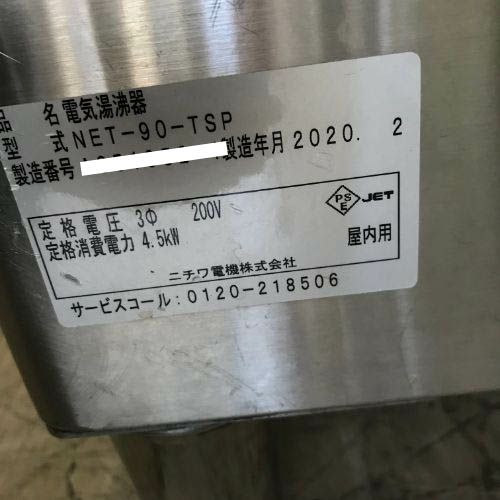 品 名 電気湯沸器
型 式 NET-90-TSP
製造番号 製造年月 2020. 2
定格電圧 3Φ 200V
定格消費電力 4.5kW
PS E JET
屋内用
ニチワ電機株式会社
サービスコール:0120-218506